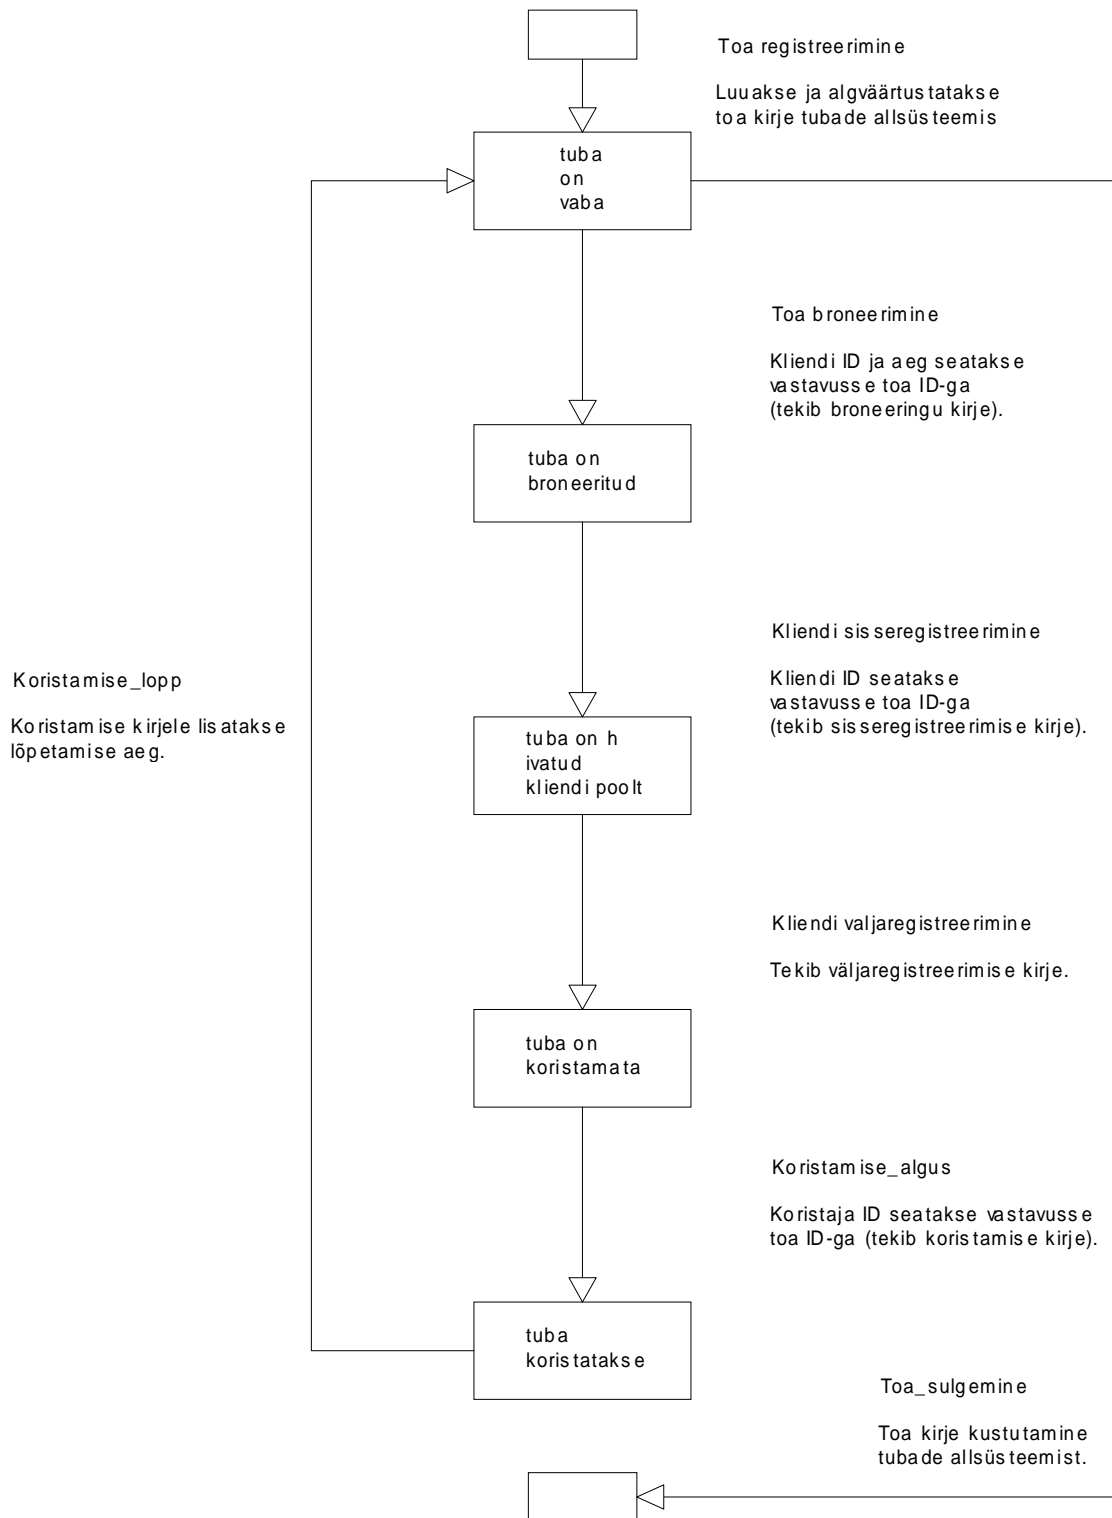 Toa registreerimine
Luuakse ja algväärtustatakse
toa kirje tubade allsüsteemis
tuba
on
vaba
Toa broneerimine
Kliendi ID ja aeg seatakse
vastavusse toa ID-ga
(tekib broneeringu kirje).
tuba on
broneeritud
Kliendi sisseregistreerimine
Kliendi ID seatakse
vastavusse toa ID-ga
(tekib sisseregistreerimise kirje).
Koristamise_lopp
Koristamise kirjele lisatakse
lõpetamise aeg.
tuba on h
ivatud
kliendi poolt
Kliendi valjaregistreerimine
Tekib väljaregistreerimise kirje.
tuba on
koristamata
Koristamise_algus
Koristaja ID seatakse vastavusse
toa ID-ga (tekib koristamise kirje).
tuba
koristatakse
Toa_sulgemine
Toa kirje kustutamine
tubade allsüsteemist.